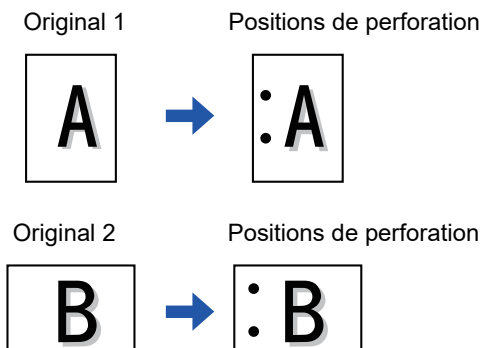 Original 1 Positions de perforation
A A
Original 2 Positions de perforation
B B